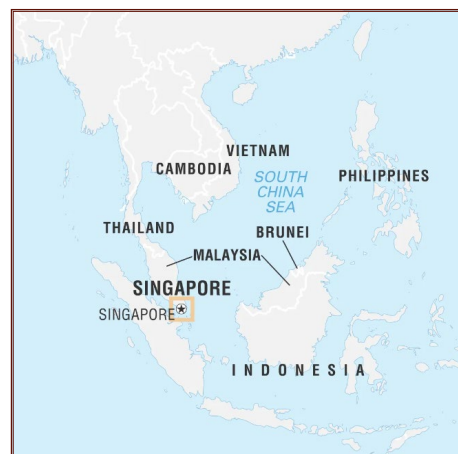 VIETNAM
CAMBODIA
SOUTH
CHINA
SEA
PHILIPPINES
THAILAND
BRUNEI
MALAYSIA
SINGAPORE
SINGAPORE
INDONESIA